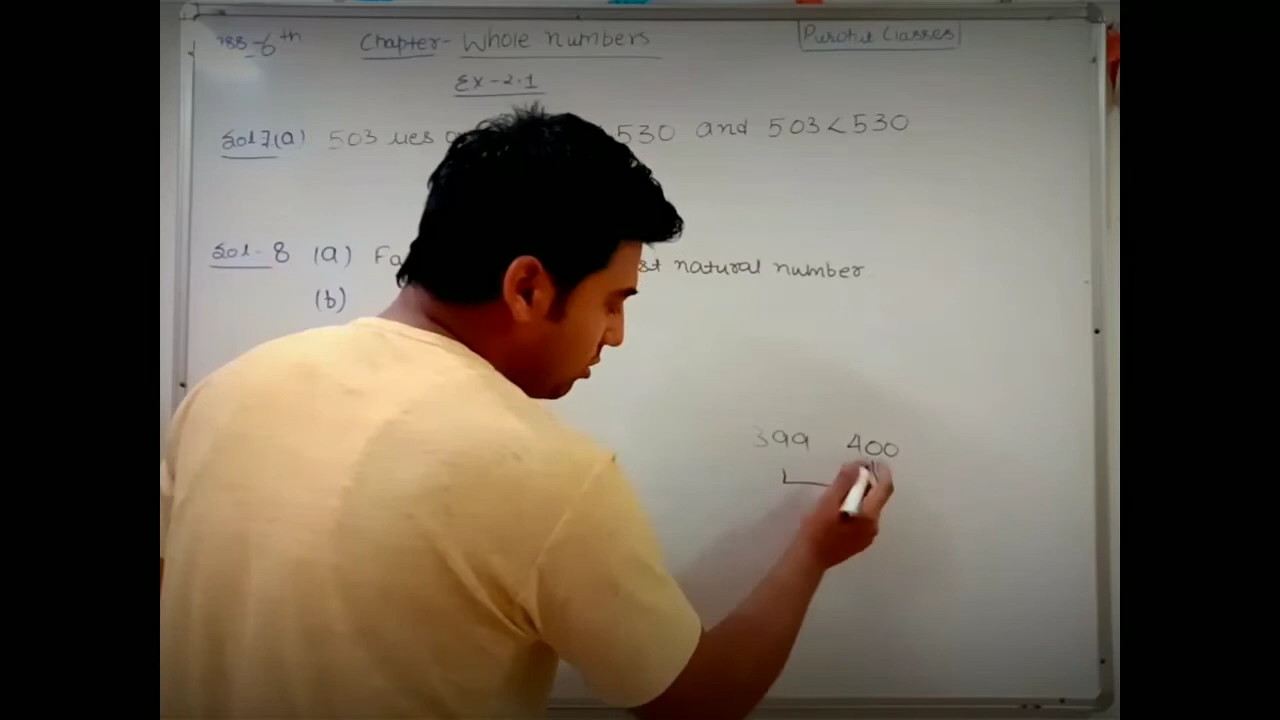 -6th Chapter- Whole numbers Purohit Classes
Ex-2.1
Sol 7(a) 503 lies 530 and 503<530
Sol-8 (a) natural number
(b)
399 400